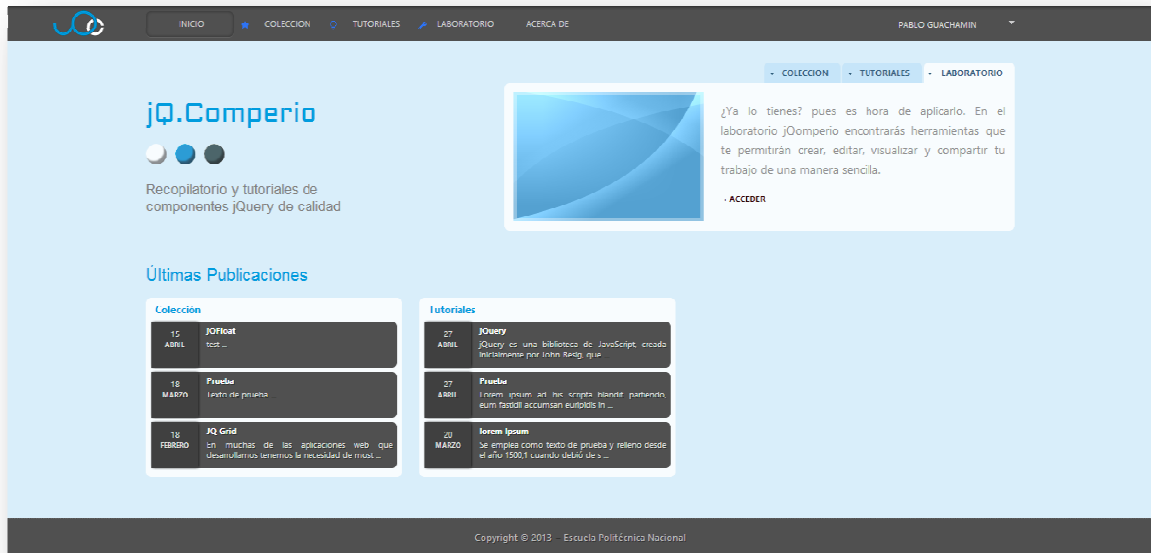 INICIO COLECCION TUTORIALES LABORATORIO ACERCA DE PABLO GUACHAMIN
COLECCION TUTORIALES LABORATORIO
jQ.Comperio
Recopilatorio y tutoriales de
componentes jQuery de calidad
¿Ya lo tienes? pues es hora de aplicarlo. En el
laboratorio jQomperio encontrarás herramientas que
te permitirán crear, editar, visualizar y compartir tu
trabajo de una manera sencilla.
ACCEDER
Últimas Publicaciones
Colección
15
ABRIL
JQFloat
test ...
18
MARZO
Prueba
Texto de prueba ...
18
FEBRERO
JQ Grid
En muchas de las aplicaciones web que
desarollamos tenemos la necesidad de most ...
Tutoriales
27
ABRIL
JQuery
jQuery es una biblioteca de JavaScript, creada
inicialmente por John Resig, que ...
27
ABRIL
Prueba
Lorem ipsum ad his scripta blandit partiendo,
eum fastidii accumsan euripidis in ...
20
MARZO
lorem Ipsum
Se emplea como texto de prueba y relleno desde
el año 1500,1 cuando debió de s ...
Copyright © 2013 - Escuela Politécnica Nacional